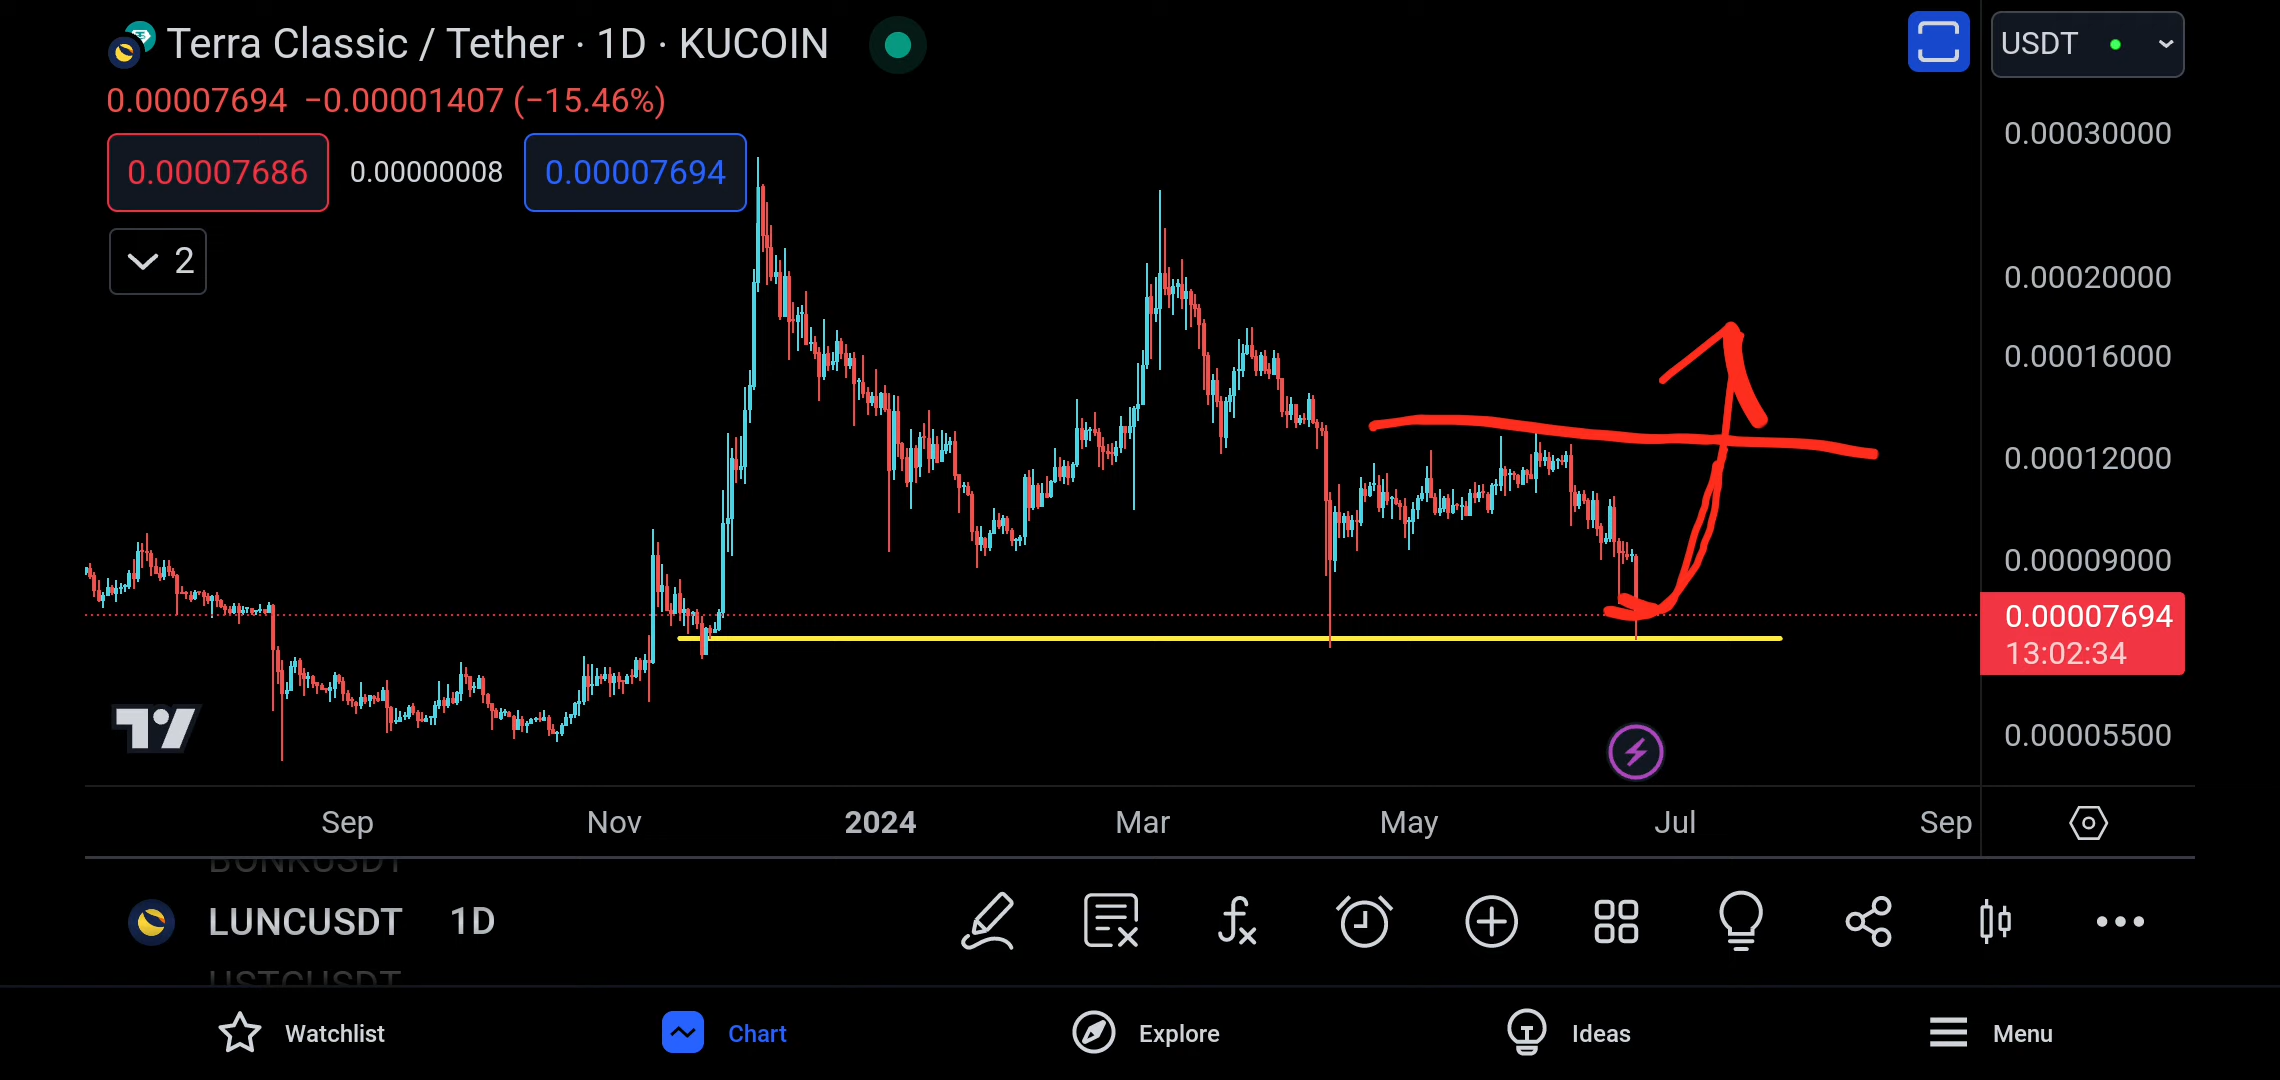 Terra Classic / Tether · 1D · KUCOIN
USDT
0.00007694 −0.00001407 (−15.46%)
0.00007686 0.00000008 0.00007694
2
0.00030000
0.00020000
0.00016000
0.00012000
0.00009000
0.00007694
13:02:34
0.00005500
Sep Nov 2024 Mar May Jul Sep
BONKUSDT
LUNCUSDT 1D
USTCUSDT
Watchlist Chart Explore Ideas Menu